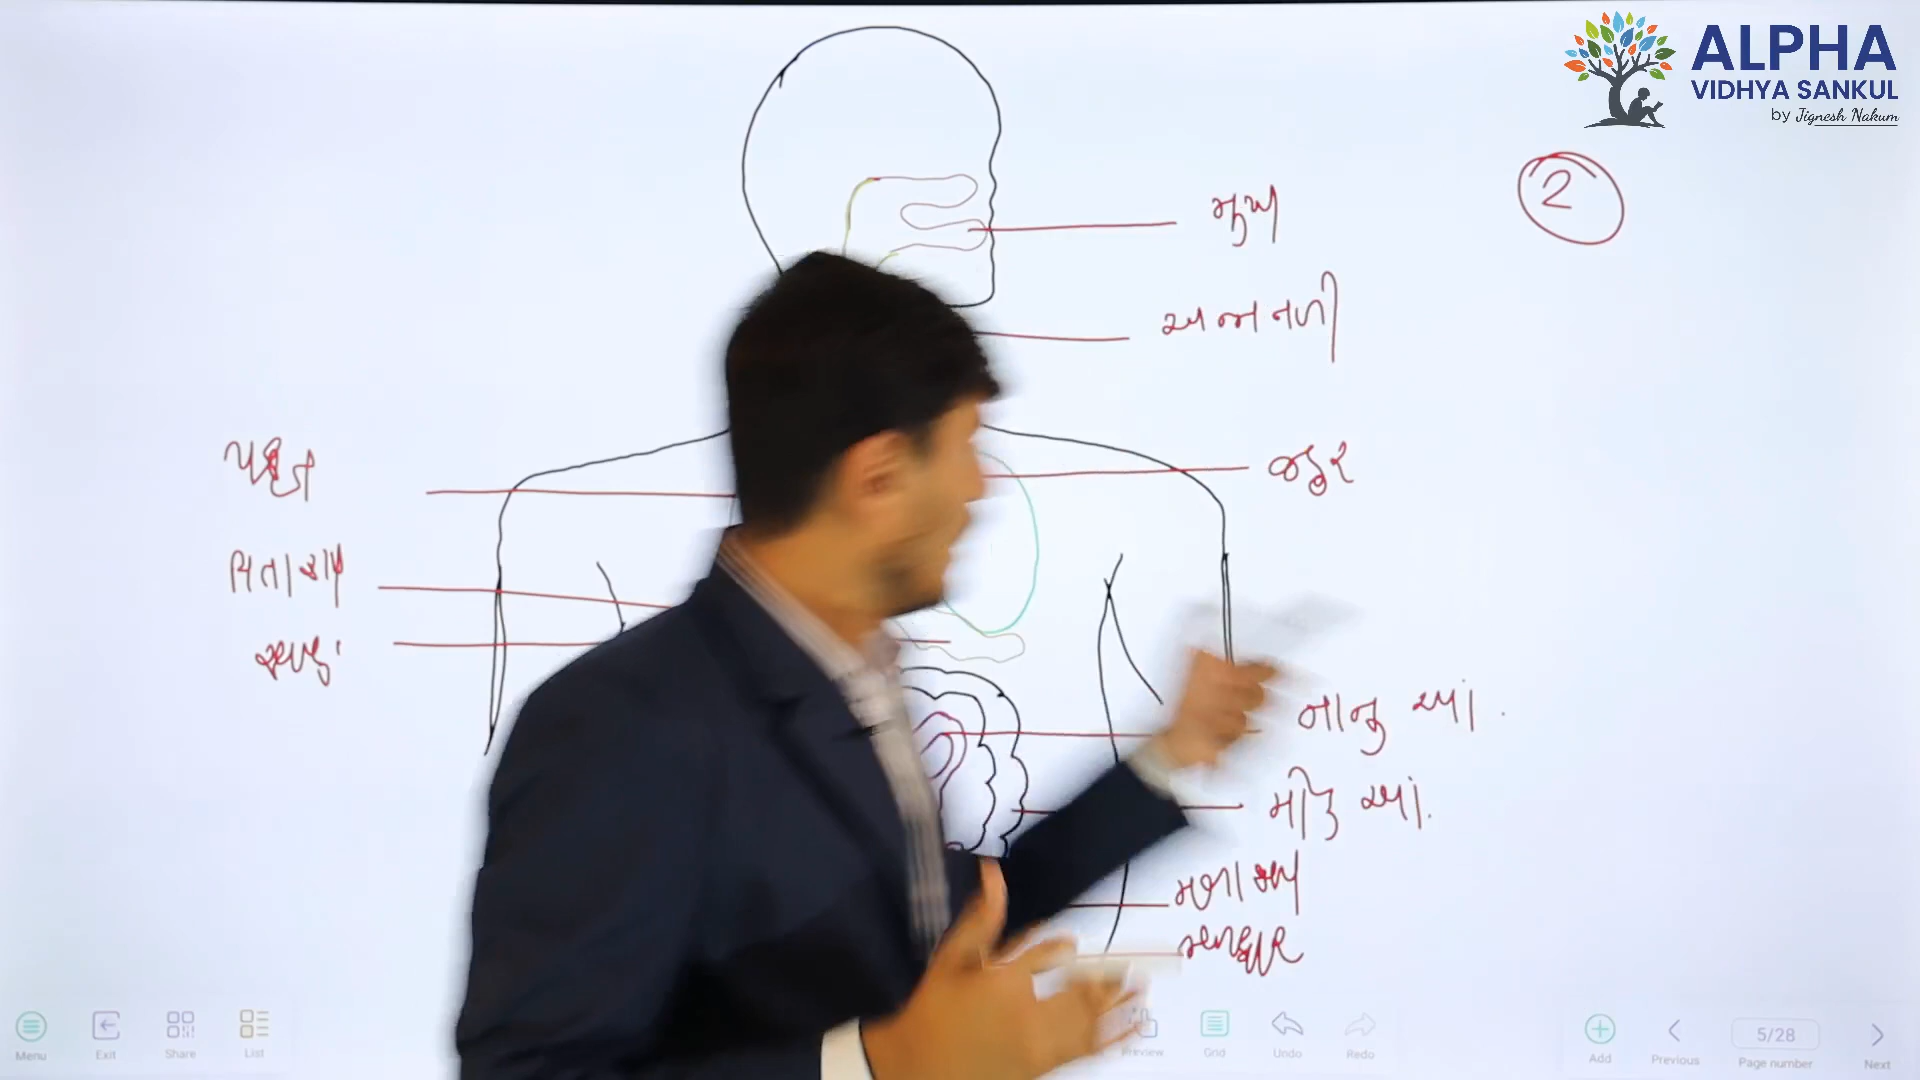 ALPHA
VIDHYA SANKUL
by Jignesh Nakum
2
મુખ
અન્નનળી
જઠર
યકૃત
પિત્તાશય
સ્વાદુ
નાનું આં.
મોટું આં.
મળાશય
મળદ્વાર
Menu
Exit
Share
List
Preview
Grid
Undo
Redo
Add
Previous
5/28
Page number
Next